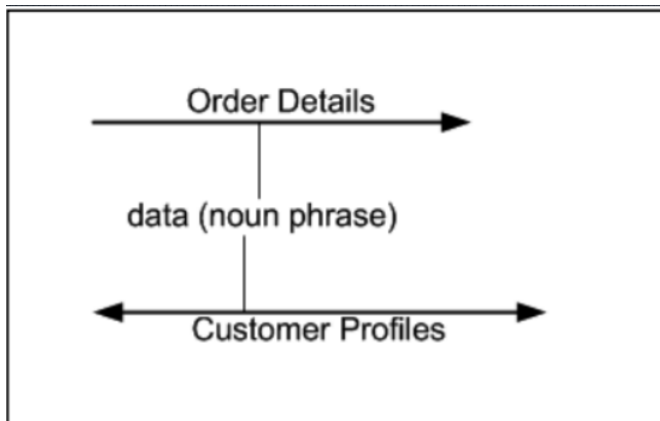 Order Details
data (noun phrase)
Customer Profiles